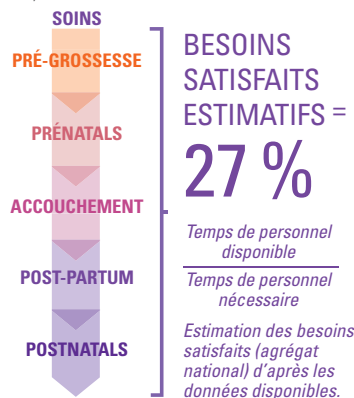 SOINS
PRÉ-GROSSESSE
PRÉNATALS
ACCOUCHEMENT
POST-PARTUM
POSTNATALS
BESOINS
SATISFAITS
ESTIMATIFS =
27 %
Temps de personnel
disponible
Temps de personnel
nécessaire
Estimation des besoins
satisfaits (agrégat
national) d'après les
données disponibles.